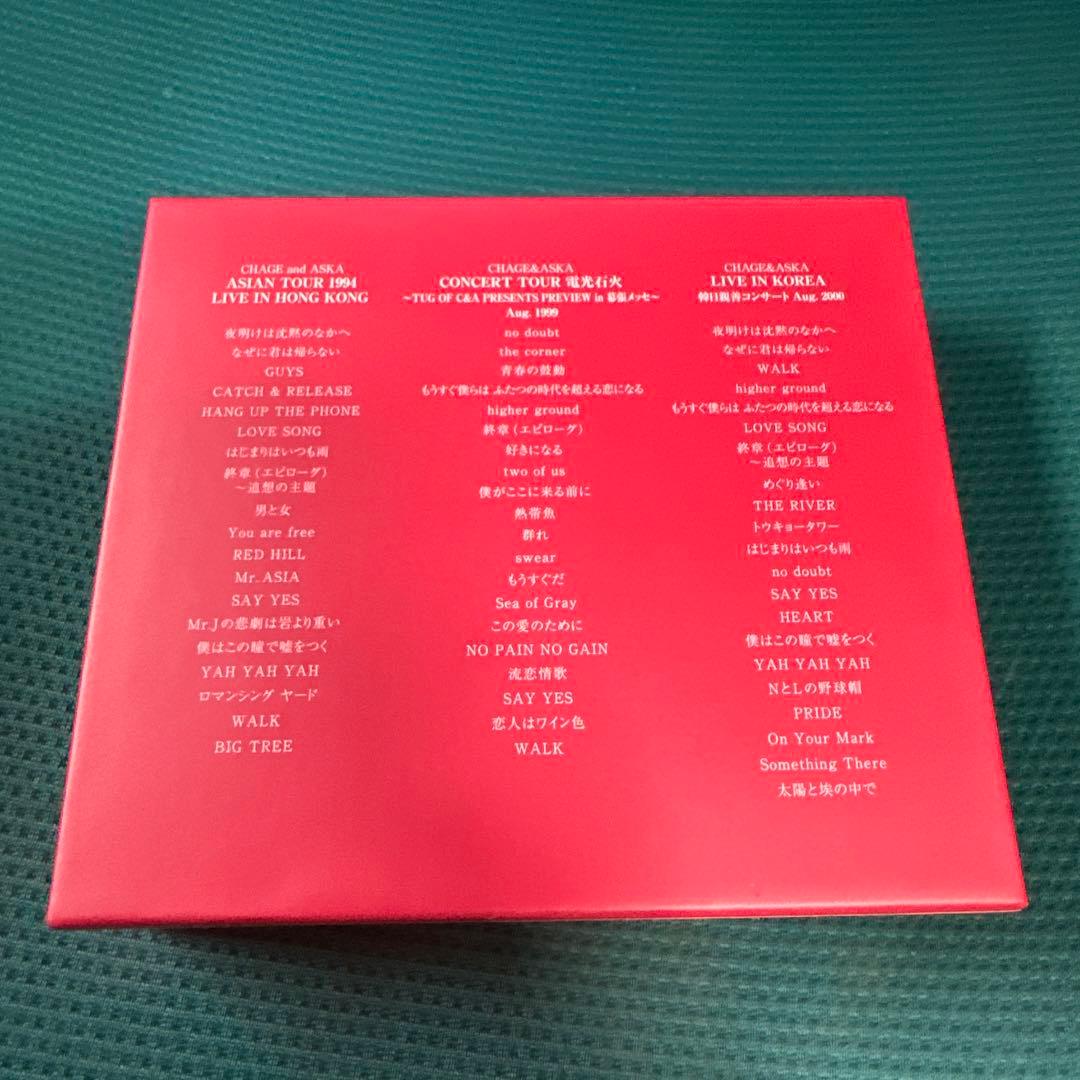 CHAGE and ASKA
ASIAN TOUR 1994
LIVE IN HONG KONG
夜明けは沈黙のなかへ
なぜに君は帰らない
GUYS
CATCH & RELEASE
HANG UP THE PHONE
LOVE SONG
はじまりはいつも雨
終章(エピローグ)
～追想の主題
男と女
You are free
RED HILL
Mr. ASIA
SAY YES
Mr.Jの悲劇は岩より重い
僕はこの瞳で嘘をつく
YAH YAH YAH
ロマンシング ヤード
WALK
BIG TREE
CHAGE&ASKA
CONCERT TOUR 電光石火
～TUG OF C&A PRESENTS PREVIEW in 幕張メッセ～
Aug. 1999
no doubt
the corner
青春の鼓動
もうすぐ僕らは ふたつの時代を超える恋になる
higher ground
終章(エピローグ)
好きになる
two of us
僕がここに来る前に
熱帯魚
群れ
swear
もうすぐだ
Sea of Gray
この愛のために
NO PAIN NO GAIN
流恋情歌
SAY YES
恋人はワイン色
WALK
CHAGE&ASKA
LIVE IN KOREA
韓日親善コンサート Aug. 2000
夜明けは沈黙のなかへ
なぜに君は帰らない
WALK
higher ground
もうすぐ僕らは ふたつの時代を超える恋になる
LOVE SONG
終章(エピローグ)
～追想の主題
めぐり逢い
THE RIVER
トウキョータワー
はじまりはいつも雨
no doubt
SAY YES
HEART
僕はこの瞳で嘘をつく
YAH YAH YAH
NとLの野球帽
PRIDE
On Your Mark
Something There
太陽と埃の中で